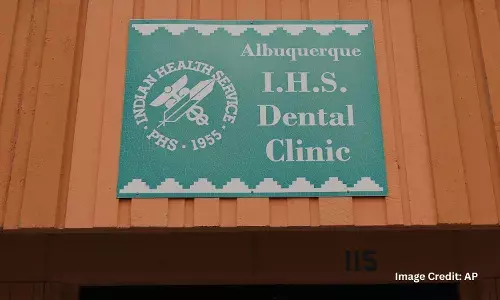 Albuquerque
I.H.S.
Dental
Clinic
INDIAN HEALTH SERVICE
· PHS · 1955 ·
115
Image Credit: AP